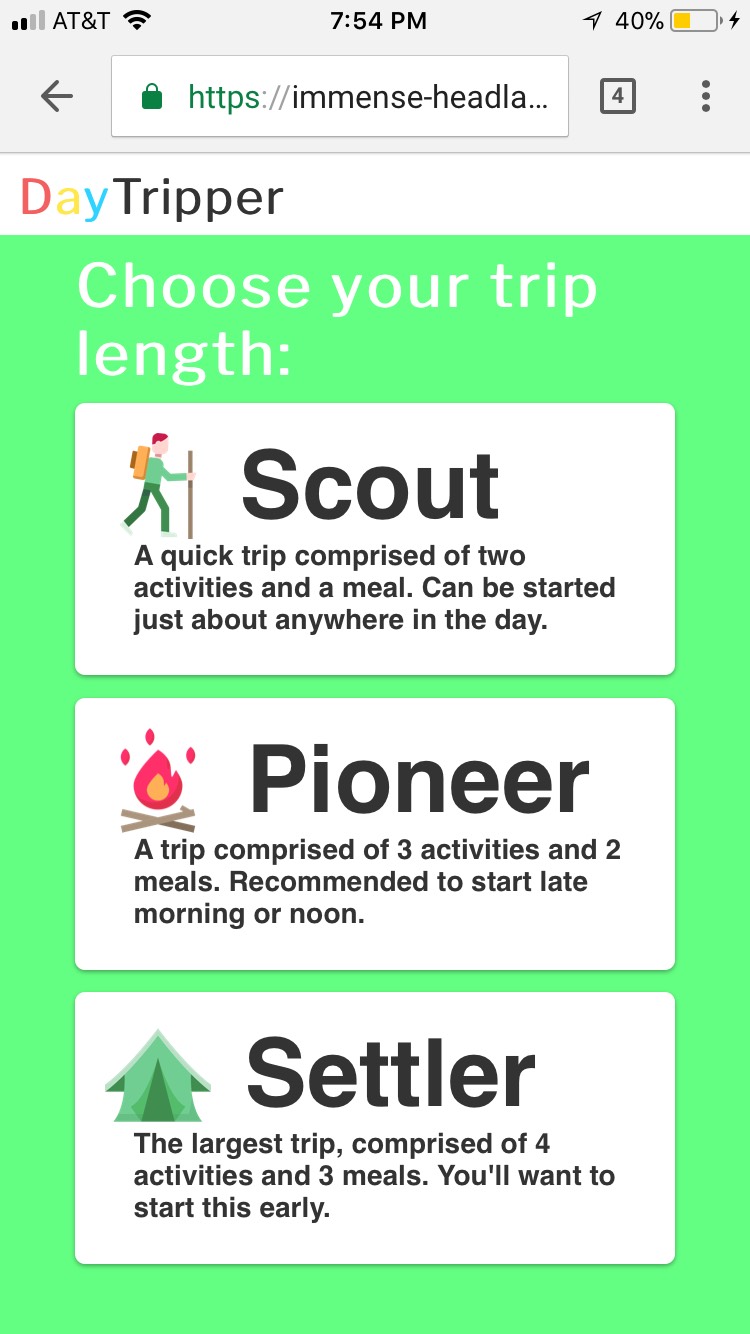 AT&T 7:54 PM 40%
https://immense-headla... 4
DayTripper
Choose your trip
length:
Scout
A quick trip comprised of two
activities and a meal. Can be started
just about anywhere in the day.
Pioneer
A trip comprised of 3 activities and 2
meals. Recommended to start late
morning or noon.
Settler
The largest trip, comprised of 4
activities and 3 meals. You'll want to
start this early.